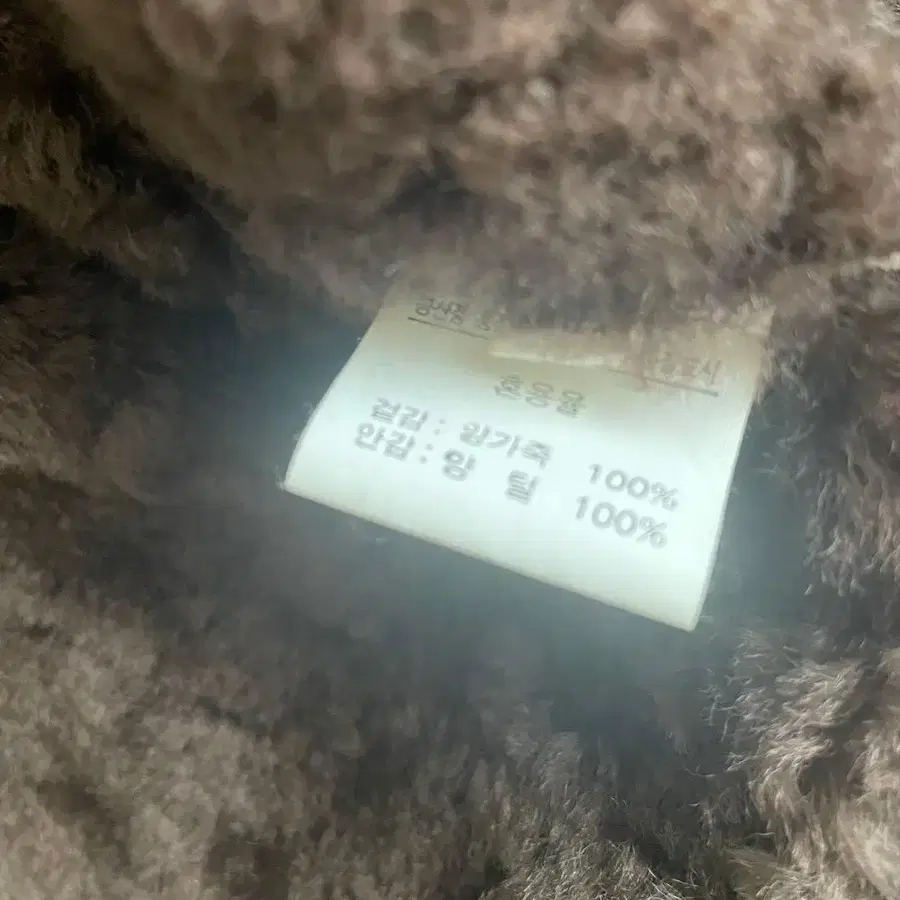 혼용율
겉감 : 양가죽 100%
안감 : 양 털 100%